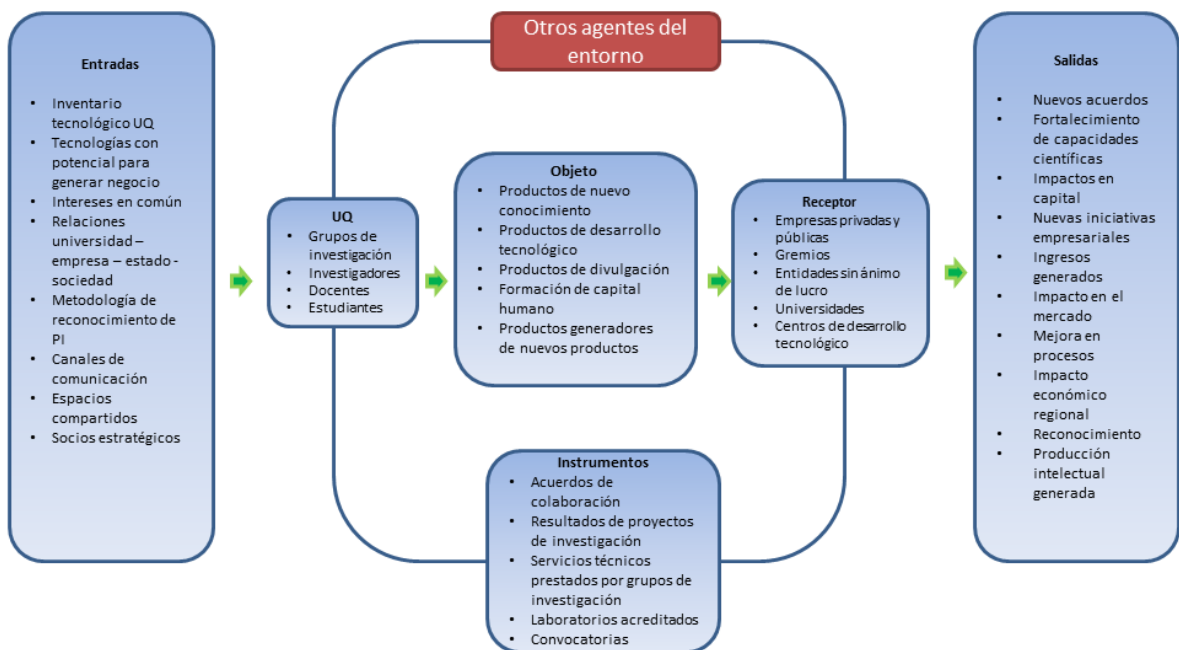 Otros agentes del
entorno
Entradas
• Inventario
tecnológico UQ
• Tecnologías con
potencial para
generar negocio
• Intereses en común
• Relaciones
universidad –
empresa – estado -
sociedad
• Metodología de
reconocimiento de
PI
• Canales de
comunicación
• Espacios
compartidos
• Socios estratégicos
UQ
• Grupos de
investigación
• Investigadores
• Docentes
• Estudiantes
Objeto
• Productos de nuevo
conocimiento
• Productos de desarrollo
tecnológico
• Productos de divulgación
• Formación de capital
humano
• Productos generadores
de nuevos productos
Receptor
• Empresas privadas y
públicas
• Gremios
• Entidades sin ánimo
de lucro
• Universidades
• Centros de desarrollo
tecnológico
Instrumentos
• Acuerdos de
colaboración
• Resultados de proyectos
de investigación
• Servicios técnicos
prestados por grupos de
investigación
• Laboratorios acreditados
• Convocatorias
Salidas
• Nuevos acuerdos
• Fortalecimiento
de capacidades
científicas
• Impactos en
capital
• Nuevas iniciativas
empresariales
• Ingresos
generados
• Impacto en el
mercado
• Mejora en
procesos
• Impacto
económico
regional
• Reconocimiento
• Producción
intelectual
generada